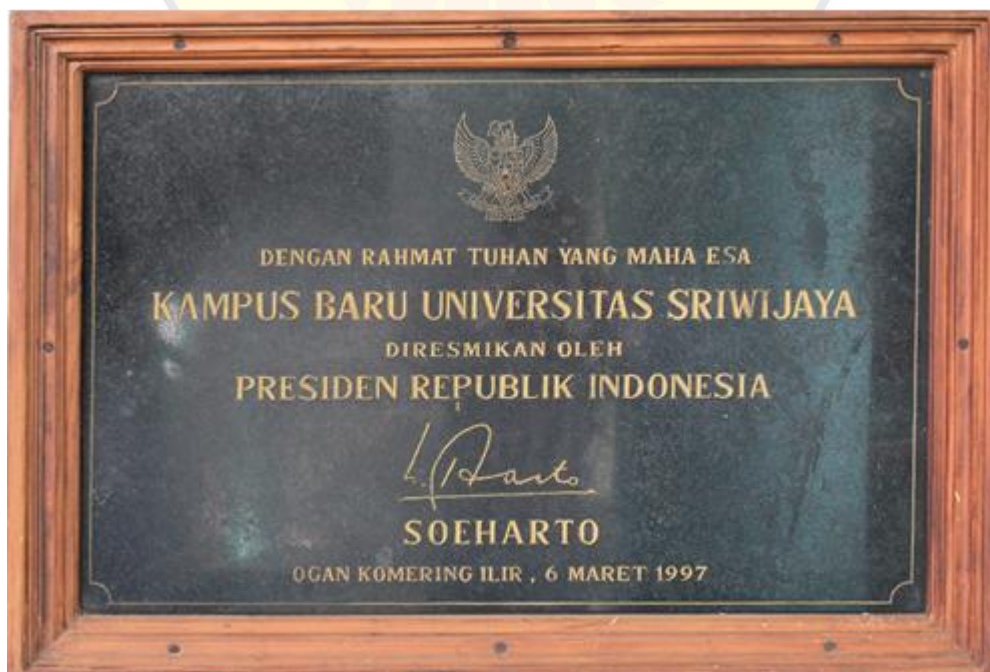 DENGAN RAHMAT TUHAN YANG MAHA ESA
KAMPUS BARU UNIVERSITAS SRIWIJAYA
DIRESMIKAN OLEH
PRESIDEN REPUBLIK INDONESIA
SOEHARTO
OGAN KOMERING ILIR , 6 MARET 1997